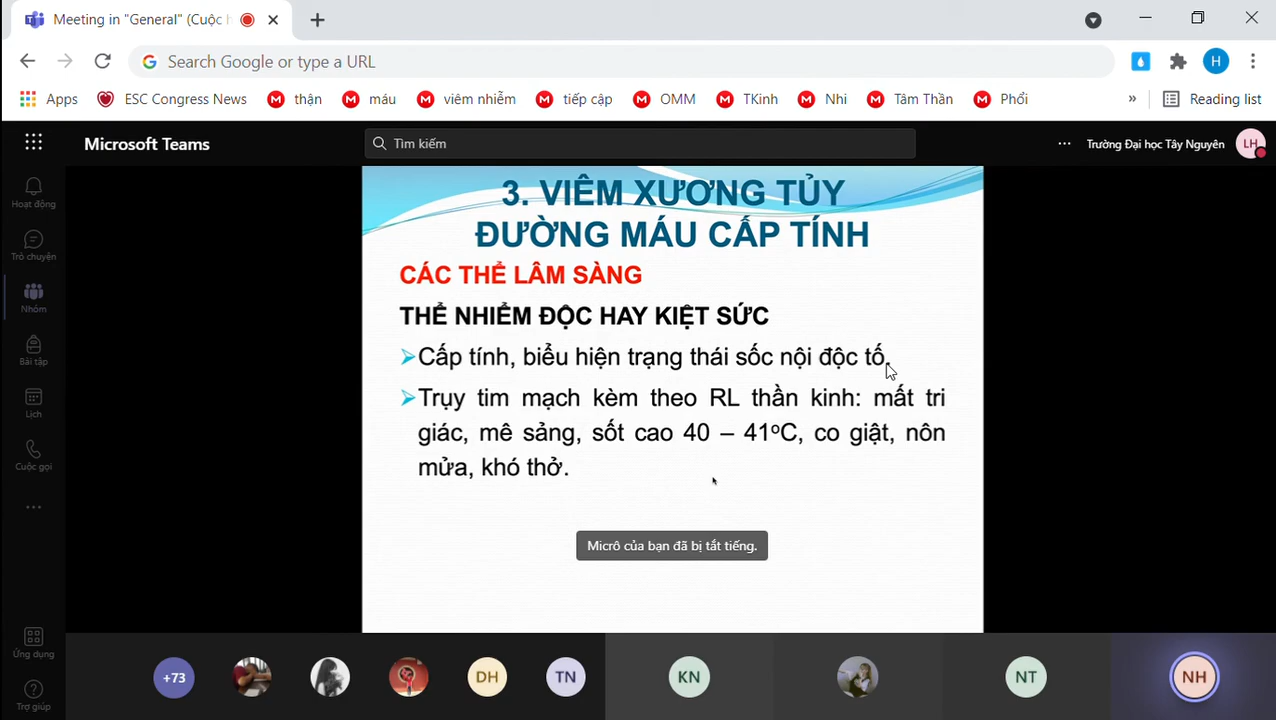 Meeting in "General" (Cuộc h
Search Google or type a URL
H
Apps
ESC Congress News
thận
máu
viêm nhiễm
tiếp cập
OMM
TKinh
Nhi
Tâm Thần
Phổi
»
Reading list
Microsoft Teams
Tìm kiếm
Trường Đại học Tây Nguyên
LH
Hoạt động
Trò chuyện
Nhóm
Bài tập
Lịch
Cuộc gọi
Ứng dụng
Trợ giúp
3. VIÊM XƯƠNG TỦY
ĐƯỜNG MÁU CẤP TÍNH
CÁC THỂ LÂM SÀNG
THỂ NHIỄM ĐỘC HAY KIỆT SỨC
Cấp tính, biểu hiện trạng thái sốc nội độc tố.
Trụy tim mạch kèm theo RL thần kinh: mất tri
giác, mê sảng, sốt cao 40 – 41ºC, co giật, nôn
mửa, khó thở.
Micrô của bạn đã bị tắt tiếng.
+73
DH
TN
KN
NT
NH